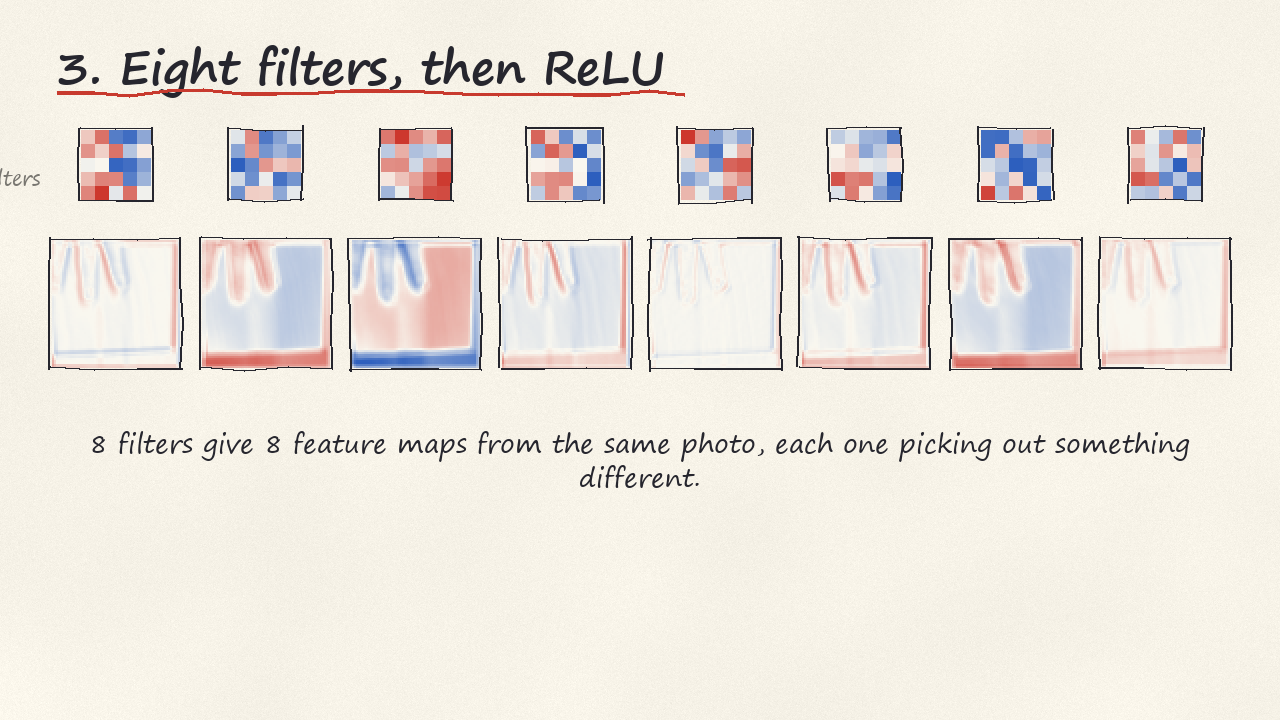 3. Eight filters, then ReLU
8 filters give 8 feature maps from the same photo, each one picking out something
different.